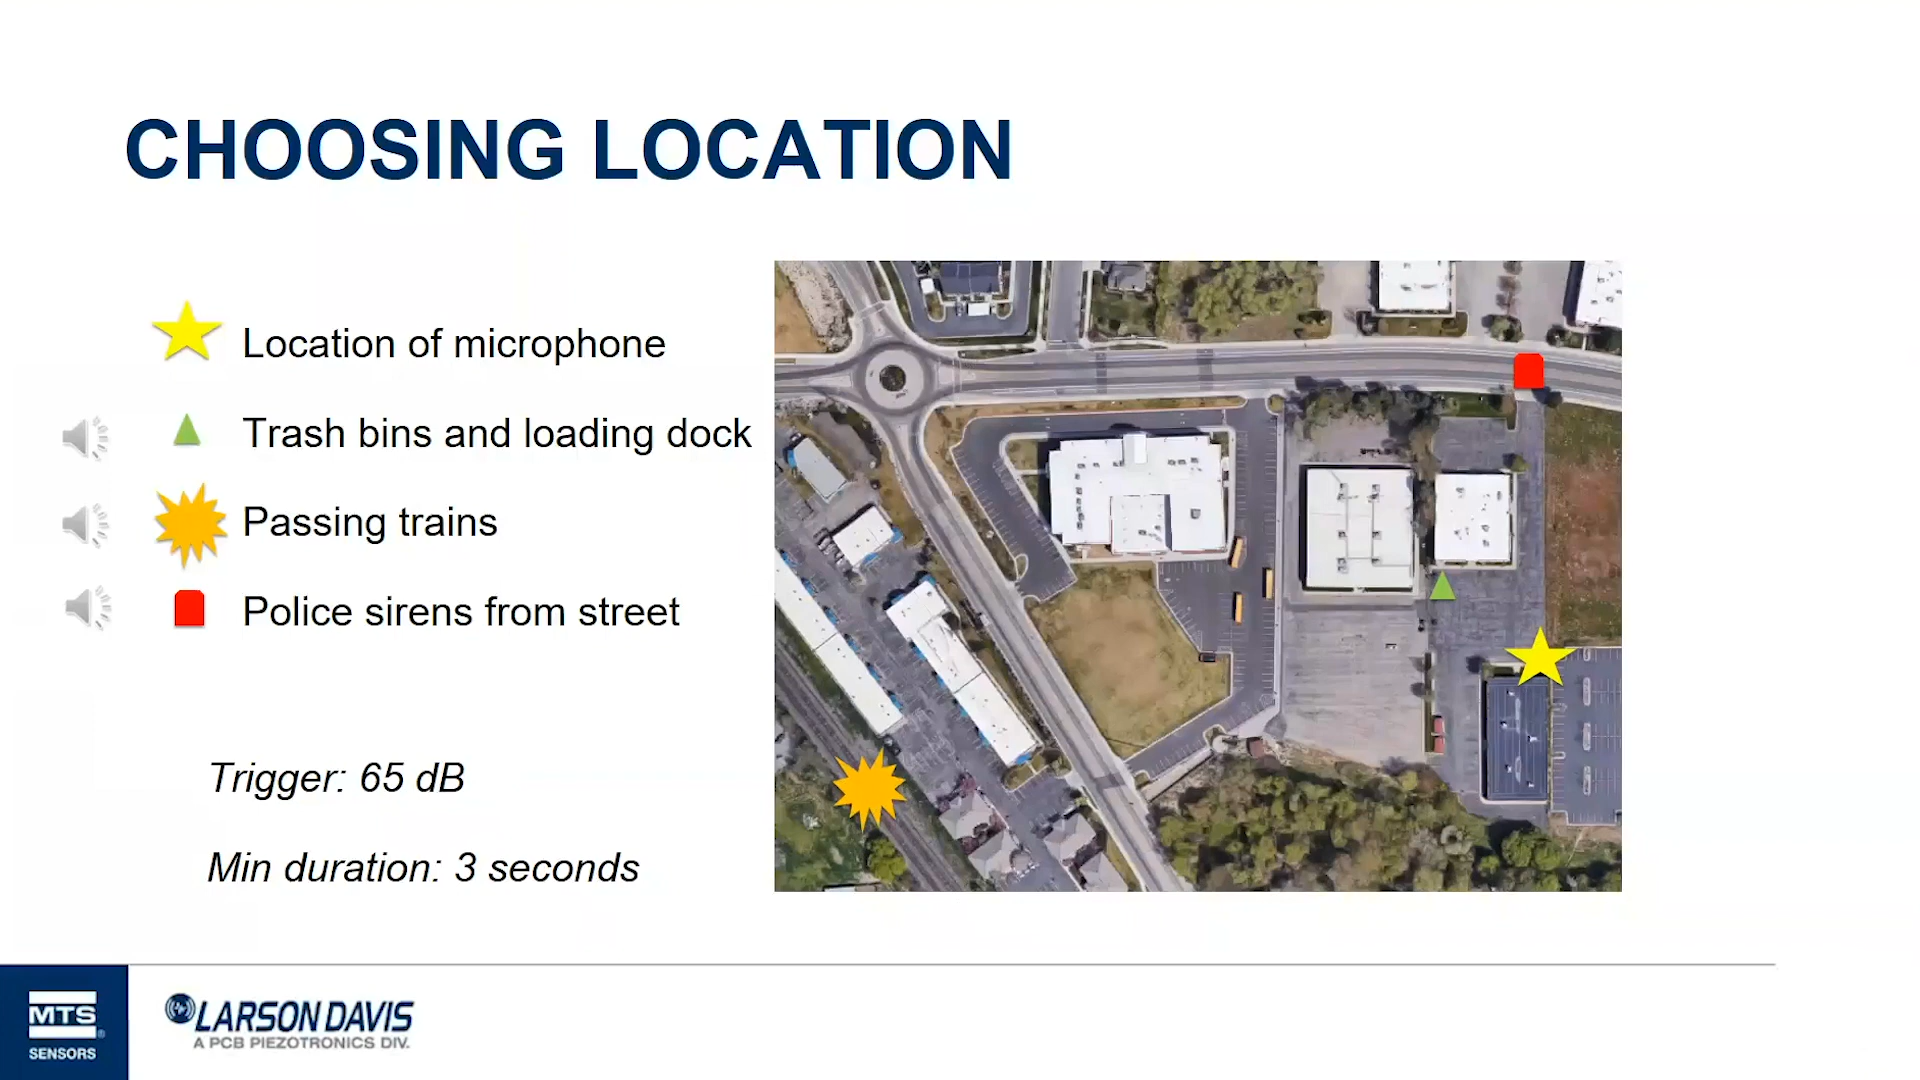 CHOOSING LOCATION
Location of microphone
Trash bins and loading dock
Passing trains
Police sirens from street
Trigger: 65 dB
Min duration: 3 seconds
MTS
SENSORS
LARSON DAVIS
A PCB PIEZOTRONICS DIV.